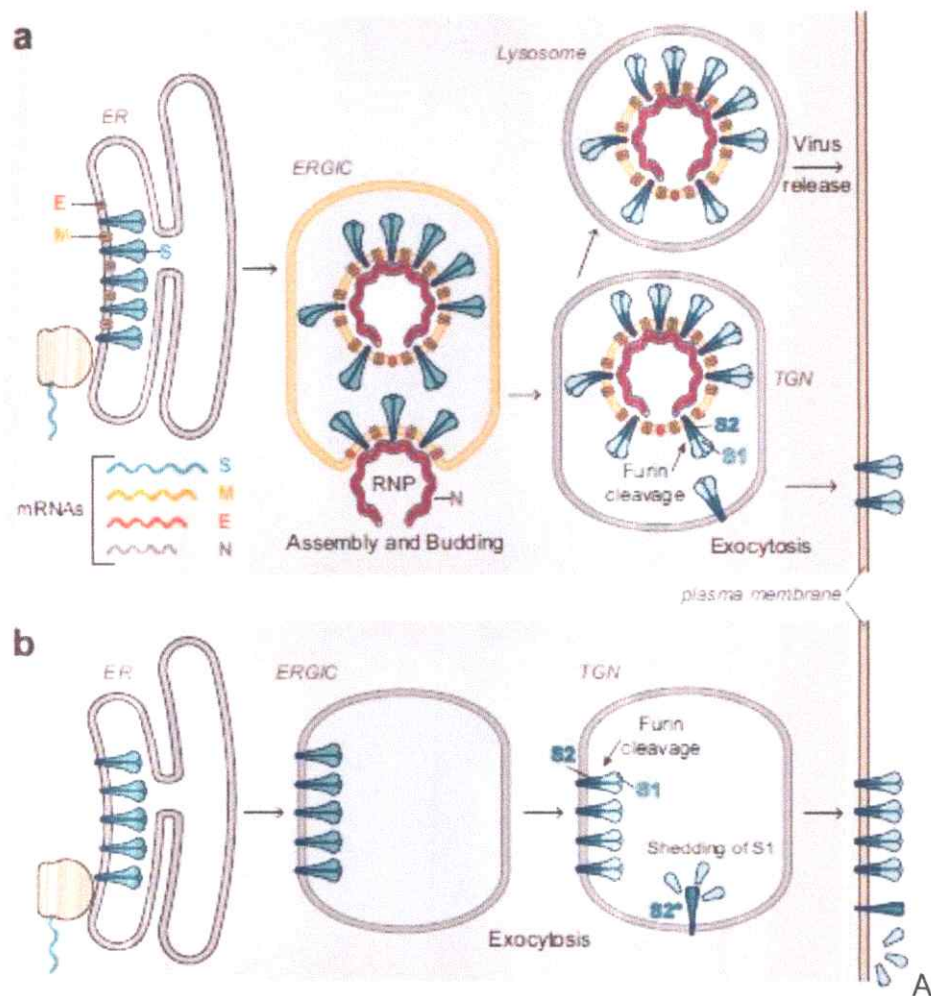 a
Lysosome
ER
ERGIC
Virus
release
E
M
S
TGN
S2
S1
Furin
cleavage
RNP
N
mRNAs
S
M
E
N
Assembly and Budding
Exocytosis
plasma membrane
b
ER
ERGIC
TGN
Furin
cleavage
S2
S1
Shedding of S1
S2*
Exocytosis
A